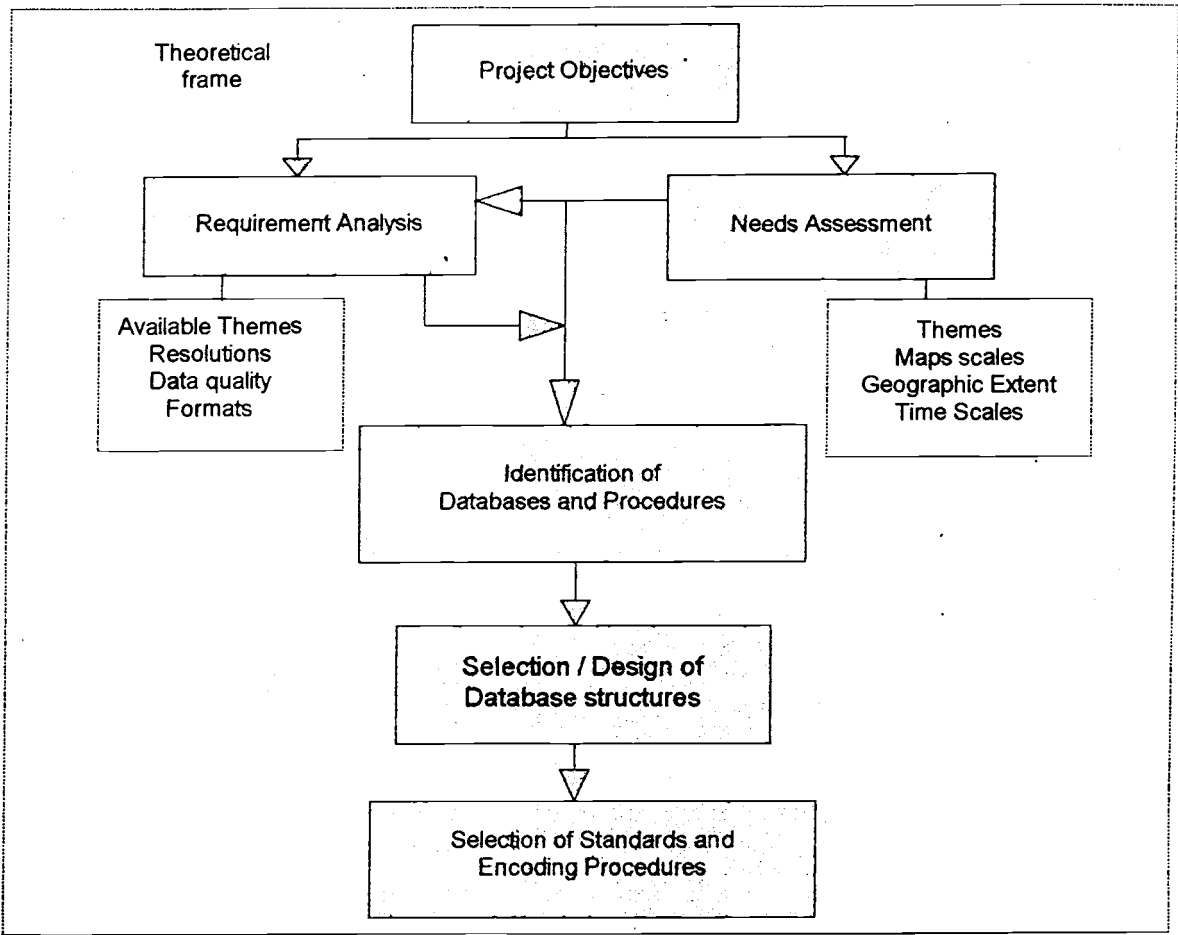 Theoretical
frame
Project Objectives
Requirement Analysis
Needs Assessment
Available Themes
Resolutions
Data quality
Formats
Themes
Maps scales
Geographic Extent
Time Scales
Identification of
Databases and Procedures
Selection / Design of
Database structures
Selection of Standards and
Encoding Procedures